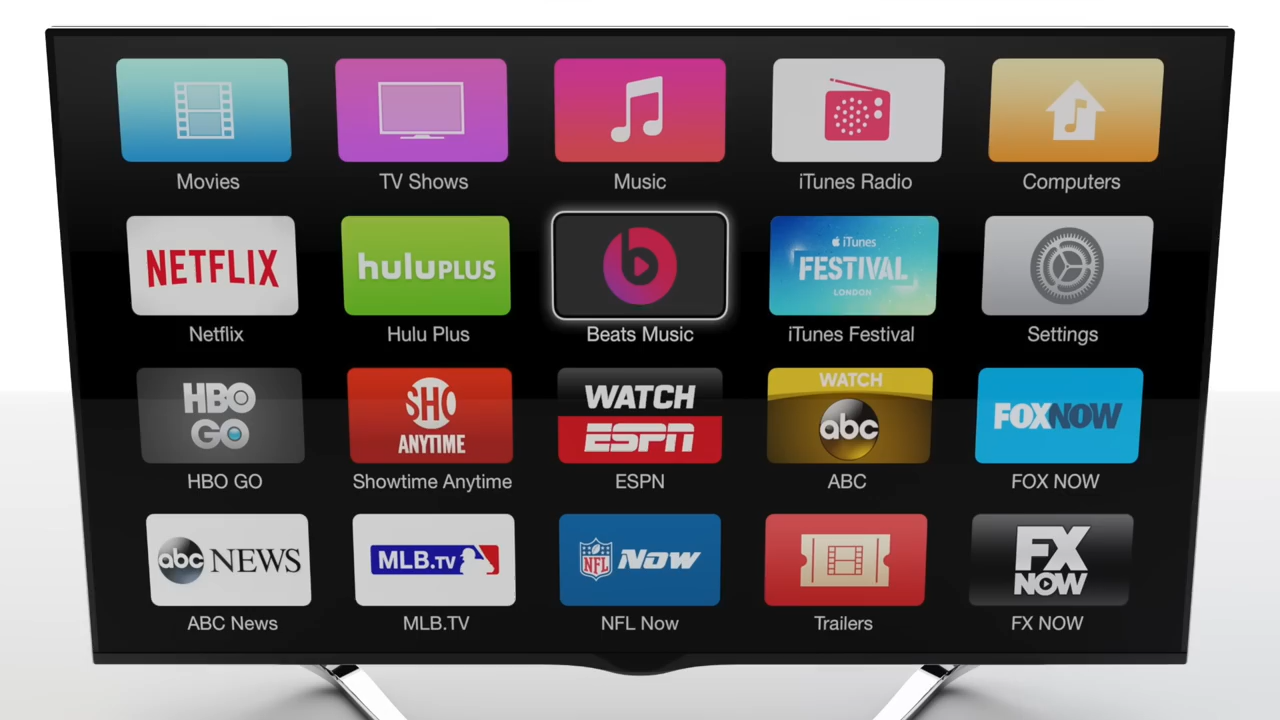 Movies
TV Shows
Music
iTunes Radio
Computers
NETFLIX
huluPLUS
b
iTunes
FESTIVAL
LONDON
Netflix
Hulu Plus
Beats Music
iTunes Festival
Settings
HBO
GO
SHO
ANYTIME
WATCH
ESPN
WATCH
abc
FOXNOW
HBO GO
Showtime Anytime
ESPN
ABC
FOX NOW
abc NEWS
MLB.TV
NFL
Now
FX
NOW
ABC News
MLB.TV
NFL Now
Trailers
FX NOW